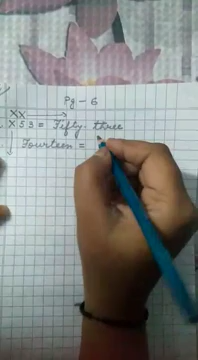 Pg - 6
XX
X 53 = Fifty three
Fourteen =